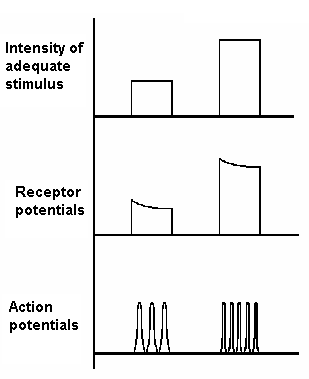 Intensity of
adequate
stimulus
Receptor
potentials
Action
potentials